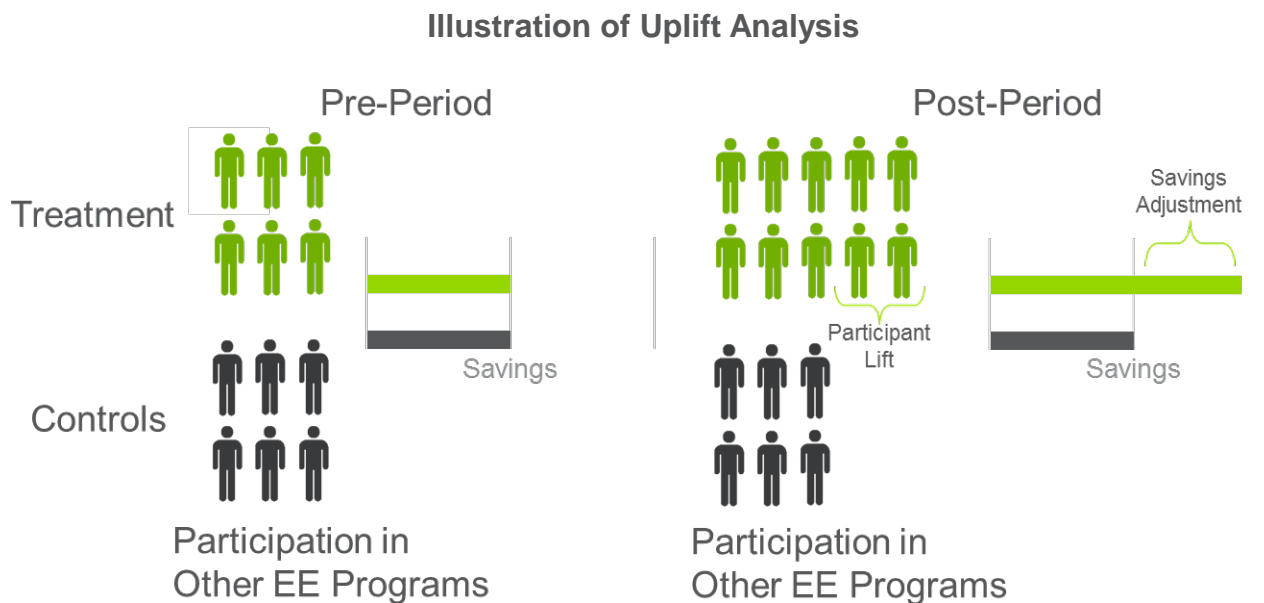 Illustration of Uplift Analysis
Pre-Period
Post-Period
Treatment
Savings
Adjustment
Participant
Lift
Savings
Savings
Controls
Participation in
Other EE Programs
Participation in
Other EE Programs